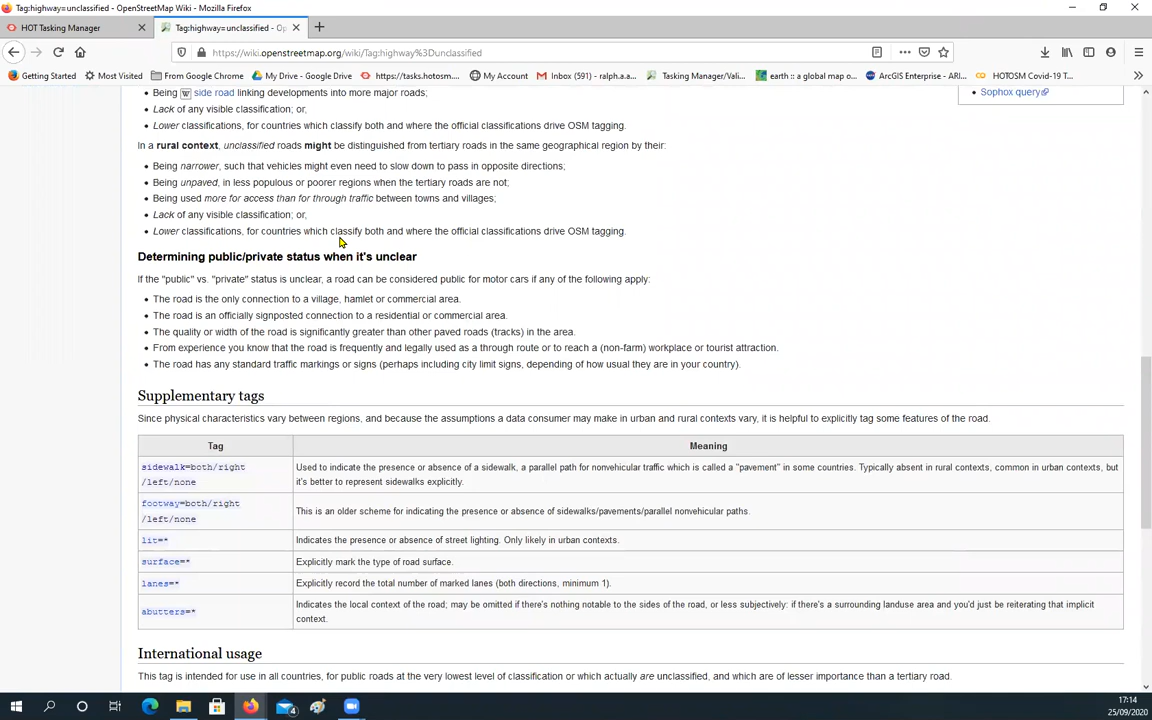 Tag:highway=unclassified - OpenStreetMap Wiki - Mozilla Firefox
HOT Tasking Manager
Tag:highway=unclassified - Op
https://wiki.openstreetmap.org/wiki/Tag:highway%3Dunclassified
Getting Started
Most Visited
From Google Chrome
My Drive - Google Drive
https://tasks.hotosm....
My Account
Inbox (591) - ralph.a.a...
Tasking Manager/Vali...
earth :: a global map o...
ArcGIS Enterprise - ARI...
HOTOSM Covid-19 T...
• Being W side road linking developments into more major roads;
• Sophox query
• Lack of any visible classification; or,
• Lower classifications, for countries which classify both and where the official classifications drive OSM tagging.
In a rural context, unclassified roads might be distinguished from tertiary roads in the same geographical region by their:
• Being narrower, such that vehicles might even need to slow down to pass in opposite directions;
• Being unpaved, in less populous or poorer regions when the tertiary roads are not;
• Being used more for access than for through traffic between towns and villages;
• Lack of any visible classification; or,
• Lower classifications, for countries which classify both and where the official classifications drive OSM tagging.
Determining public/private status when it's unclear
If the "public" vs. "private" status is unclear, a road can be considered public for motor cars if any of the following apply:
• The road is the only connection to a village, hamlet or commercial area.
• The road is an officially signposted connection to a residential or commercial area.
• The quality or width of the road is significantly greater than other paved roads (tracks) in the area.
• From experience you know that the road is frequently and legally used as a through route or to reach a (non-farm) workplace or tourist attraction.
• The road has any standard traffic markings or signs (perhaps including city limit signs, depending of how usual they are in your country).
Supplementary tags
Since physical characteristics vary between regions, and because the assumptions a data consumer may make in urban and rural contexts vary, it is helpful to explicitly tag some features of the road.
Tag
Meaning
sidewalk=both/right
/left/none
Used to indicate the presence or absence of a sidewalk, a parallel path for nonvehicular traffic which is called a "pavement" in some countries. Typically absent in rural contexts, common in urban contexts, but
it's better to represent sidewalks explicitly.
footway=both/right
/left/none
This is an older scheme for indicating the presence or absence of sidewalks/pavements/parallel nonvehicular paths.
lit=*
Indicates the presence or absence of street lighting. Only likely in urban contexts.
surface=*
Explicitly mark the type of road surface.
lanes=*
Explicitly record the total number of marked lanes (both directions, minimum 1).
abutters=*
Indicates the local context of the road; may be omitted if there's nothing notable to the sides of the road, or less subjectively: if there's a surrounding landuse area and you'd just be reiterating that implicit
context.
International usage
This tag is intended for use in all countries, for public roads at the very lowest level of classification or which actually are unclassified, and which are of lesser importance than a tertiary road.
4
17:14
25/09/2020